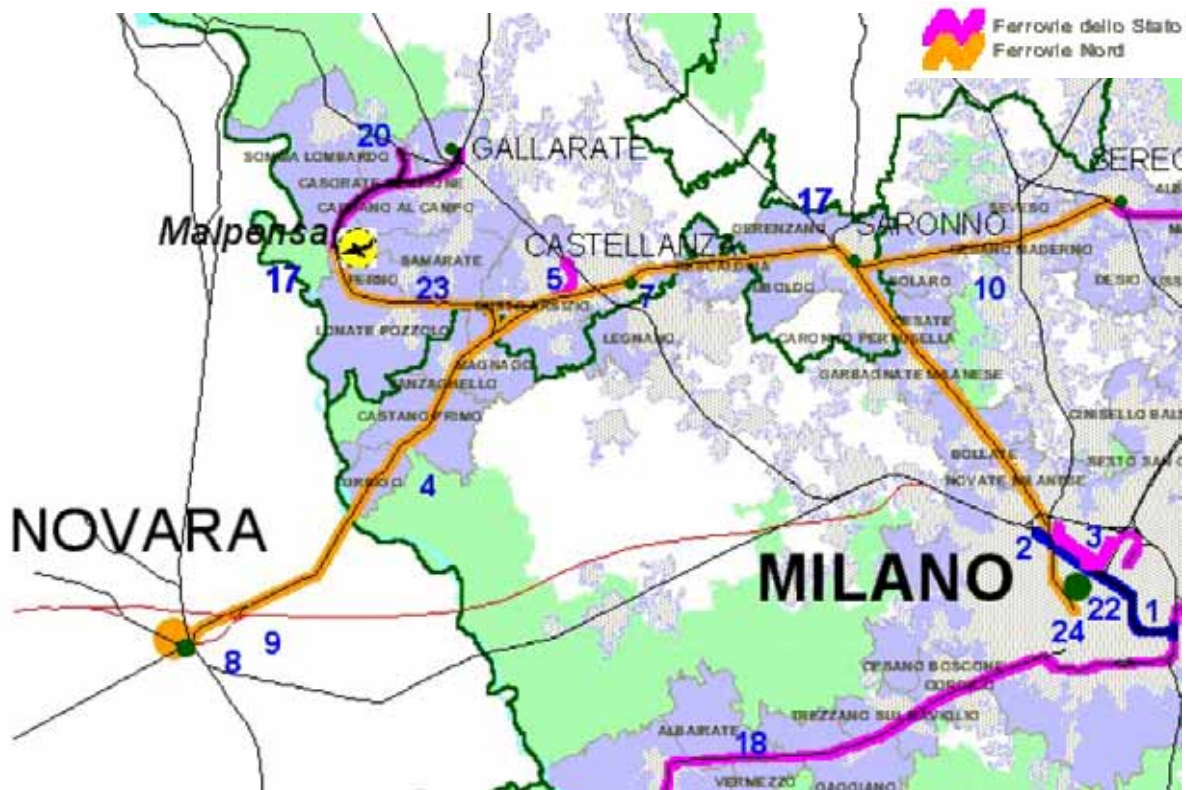 Ferrovie dello Stato
Ferrovie Nord
20
GALLARATE
SOMMA LOMBARDO
CARDANO AL CAMPO
Malpensa
17
SARONNO
CASTELLANZA
SAMARATE
FERNO
23
5
7
17
UBOLDO
SOLARO
10
SEVESO
CESANO MADERNO
DESIO
LONATE POZZOLO
LEGNANO
MAGNAGO
CARONNO PERTUSELLA
GARBAGNATE MILANESE
CASTANO PRIMO
4
BOLLATE
NOVATE MILANESE
NOVARA
2
3
MILANO
22
1
24
9
8
CESANO BOSCONE
CORSICO
TREZZANO SUL NAVIGLIO
ALBAIRATE
18
VERMEZZO
GAGGIANO